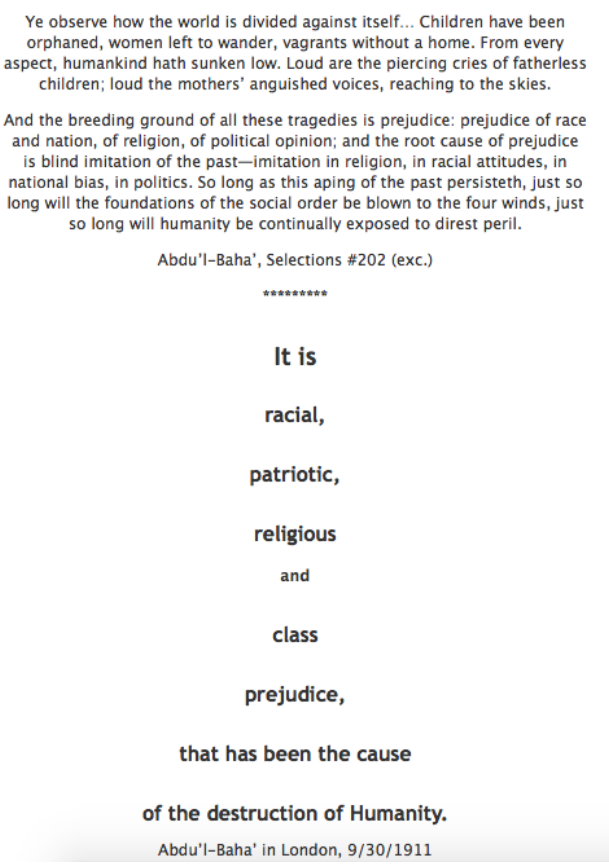 Ye observe how the world is divided against itself... Children have been
orphaned, women left to wander, vagrants without a home. From every
aspect, humankind hath sunken low. Loud are the piercing cries of fatherless
children; loud the mothers' anguished voices, reaching to the skies.
And the breeding ground of all these tragedies is prejudice: prejudice of race
and nation, of religion, of political opinion; and the root cause of prejudice
is blind imitation of the past—imitation in religion, in racial attitudes, in
national bias, in politics. So long as this aping of the past persisteth, just so
long will the foundations of the social order be blown to the four winds, just
so long will humanity be continually exposed to direst peril.
Abdu'l-Baha', Selections #202 (exc.)
*********
It is
racial,
patriotic,
religious
and
class
prejudice,
that has been the cause
of the destruction of Humanity.
Abdu'l-Baha' in London, 9/30/1911